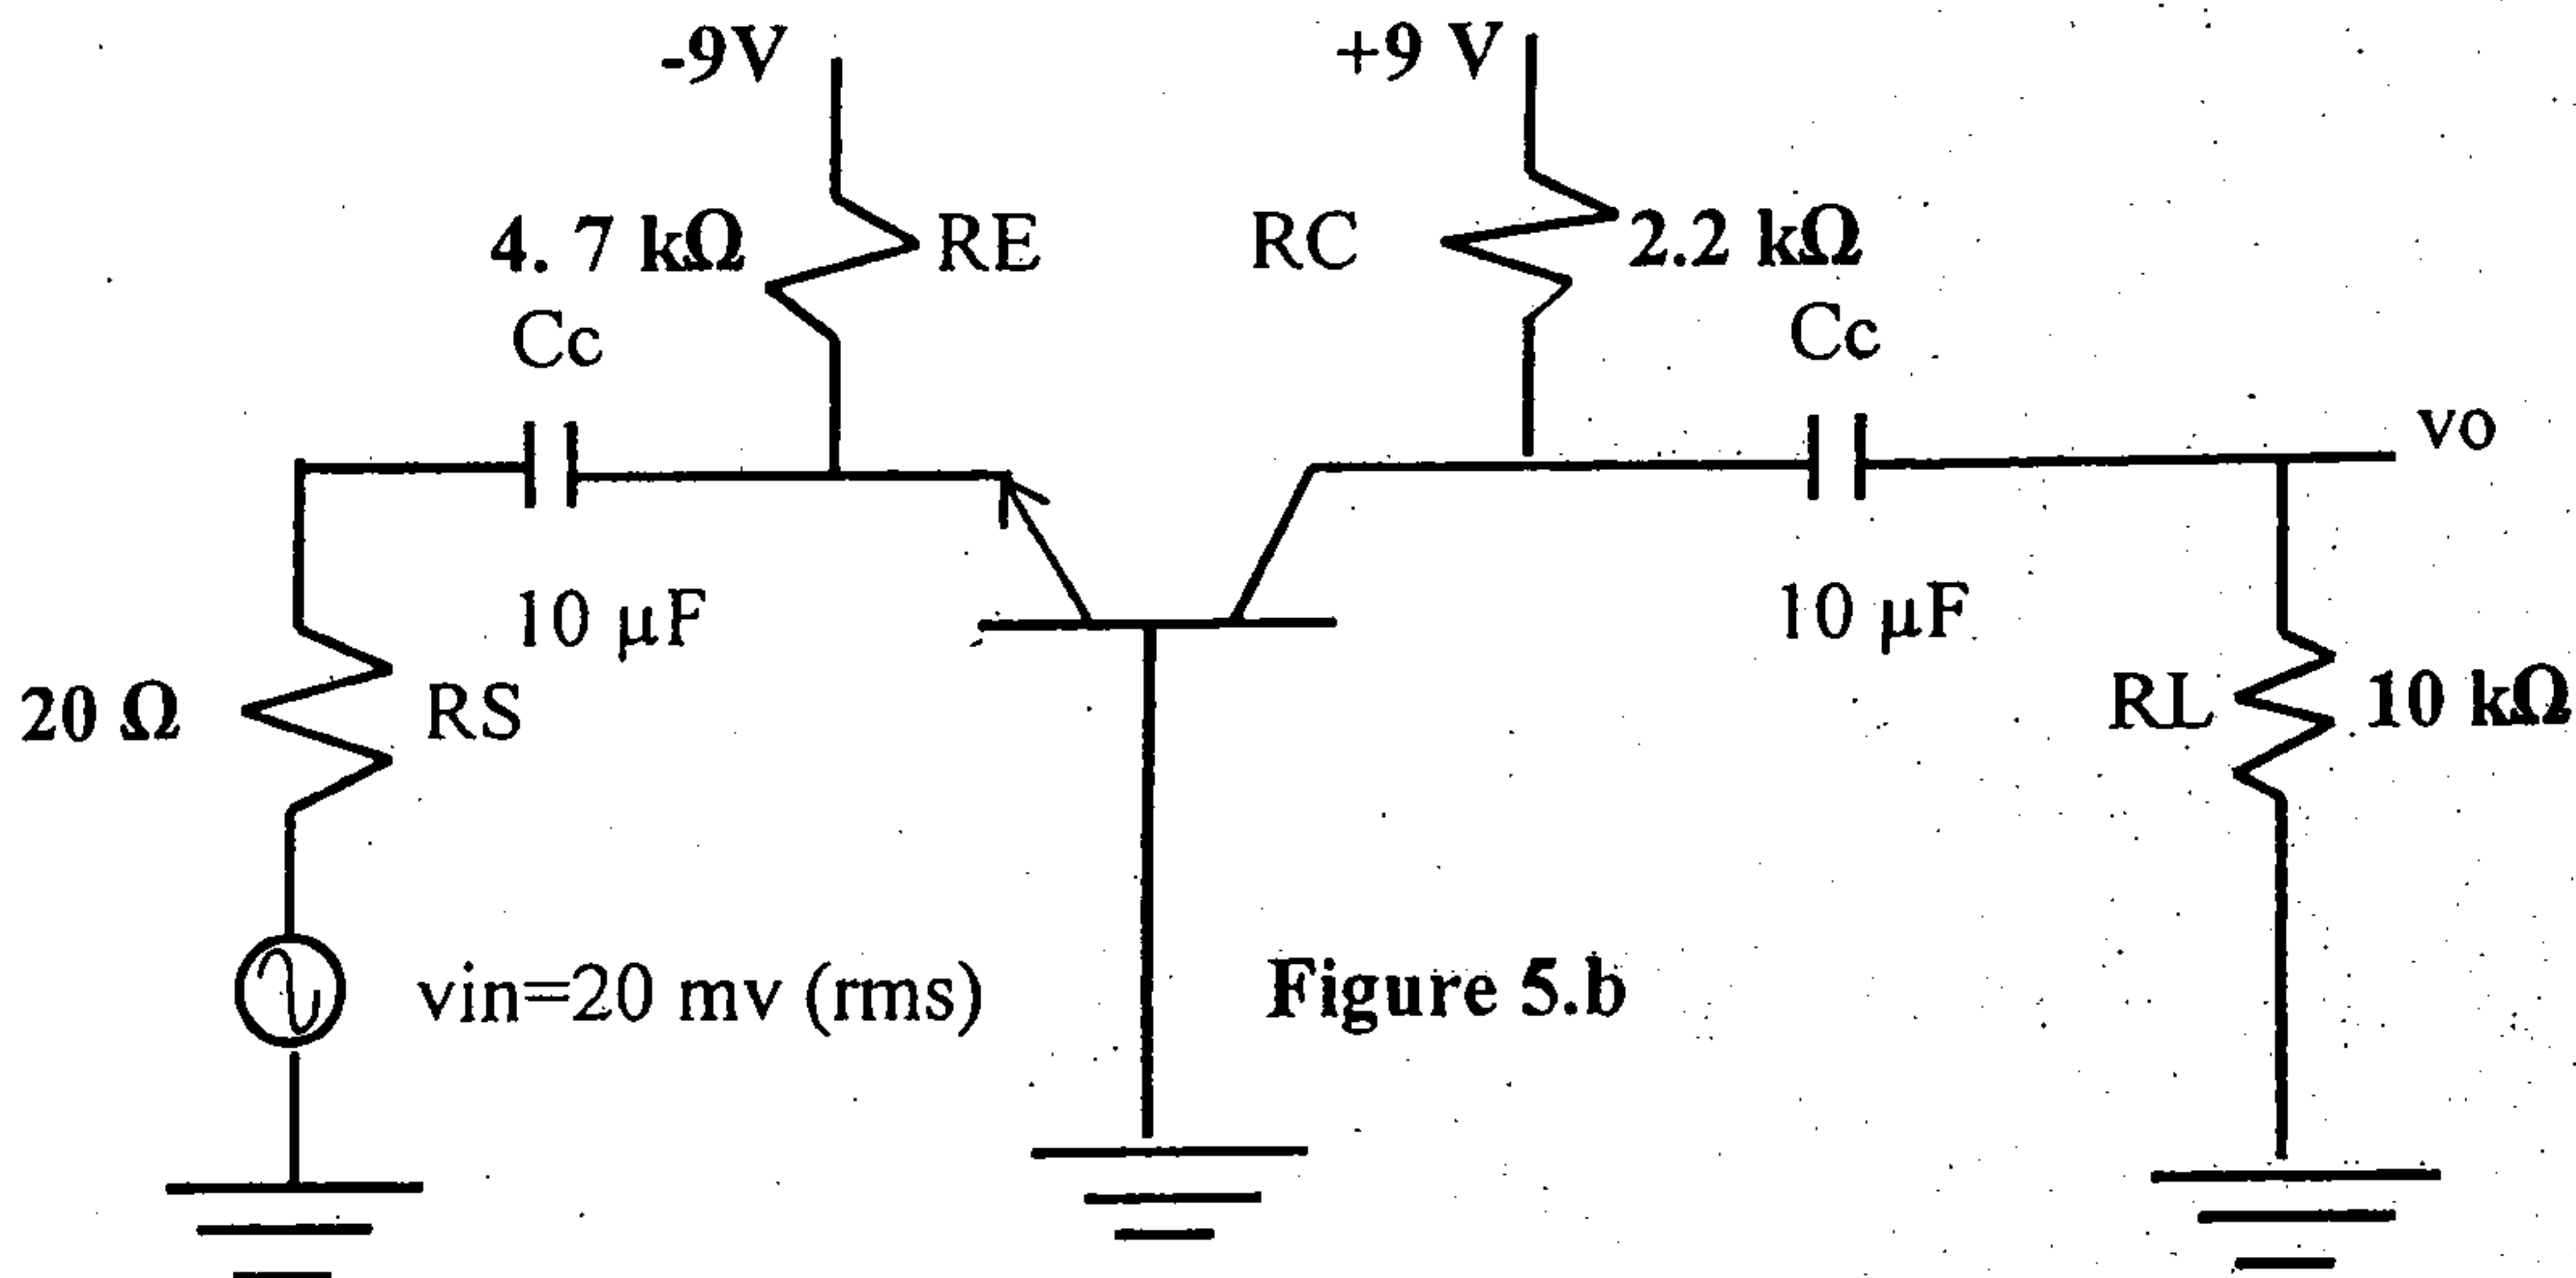 -9V
+9 V
4. 7 kΩ
RE
RC
2.2 kΩ
Cc
Cc
vo
10 µF
10 µF
20 Ω
RS
RL
10 kΩ
vin=20 mv (rms)
Figure 5.b